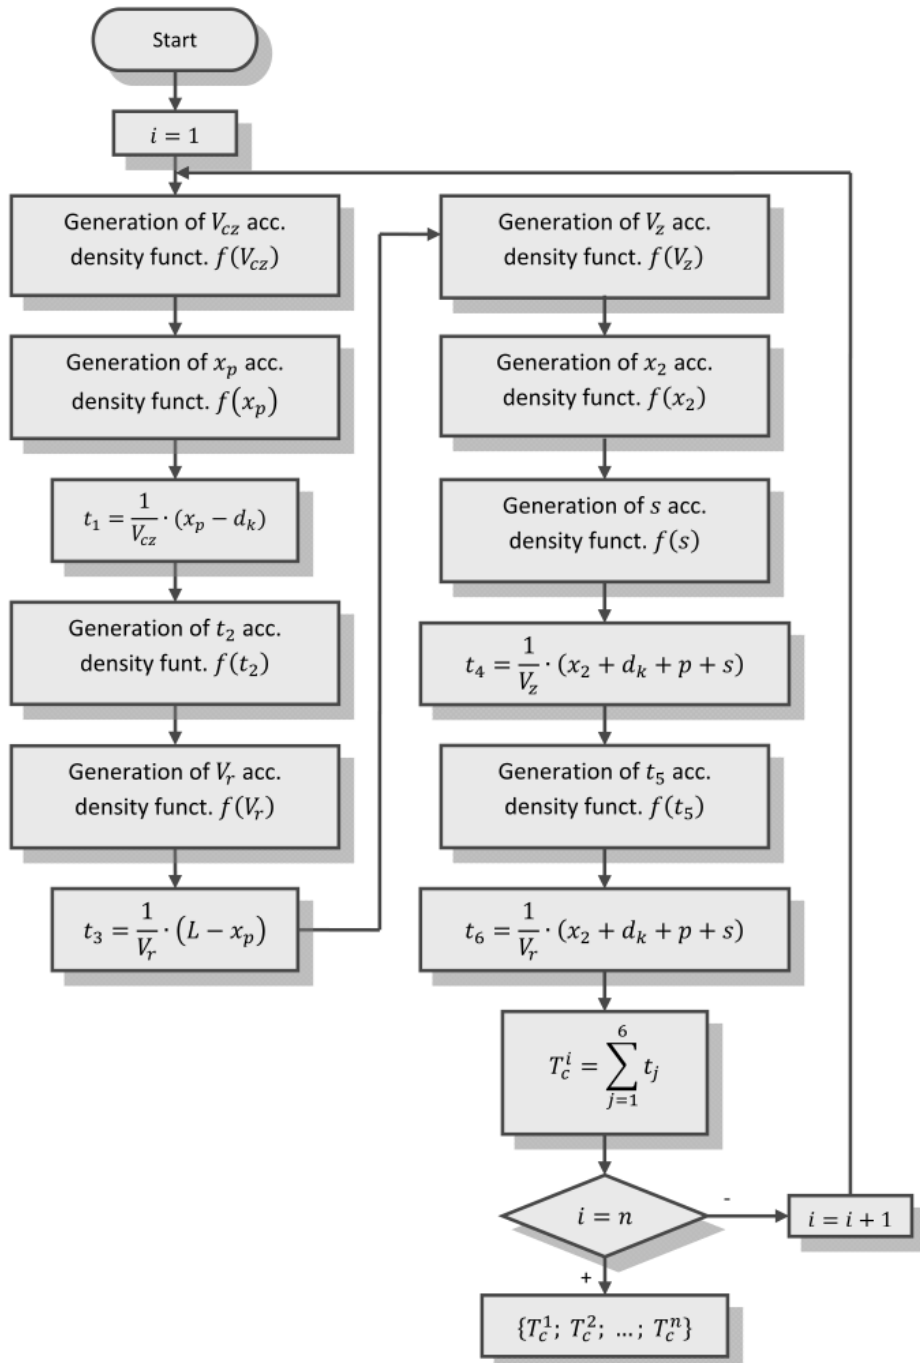 Start
i = 1
Generation of V_cz acc.
density funct. f(V_cz)
Generation of x_p acc.
density funct. f(x_p)
t_1 = 1/V_cz · (x_p − d_k)
Generation of t_2 acc.
density funt. f(t_2)
Generation of V_r acc.
density funct. f(V_r)
t_3 = 1/V_r · (L − x_p)
Generation of V_z acc.
density funct. f(V_z)
Generation of x_2 acc.
density funct. f(x_2)
Generation of s acc.
density funct. f(s)
t_4 = 1/V_z · (x_2 + d_k + p + s)
Generation of t_5 acc.
density funct. f(t_5)
t_6 = 1/V_r · (x_2 + d_k + p + s)
T_c^i = ∑_{j=1}^{6} t_j
i = n
-
i = i + 1
+
{T_c^1; T_c^2; …; T_c^n}